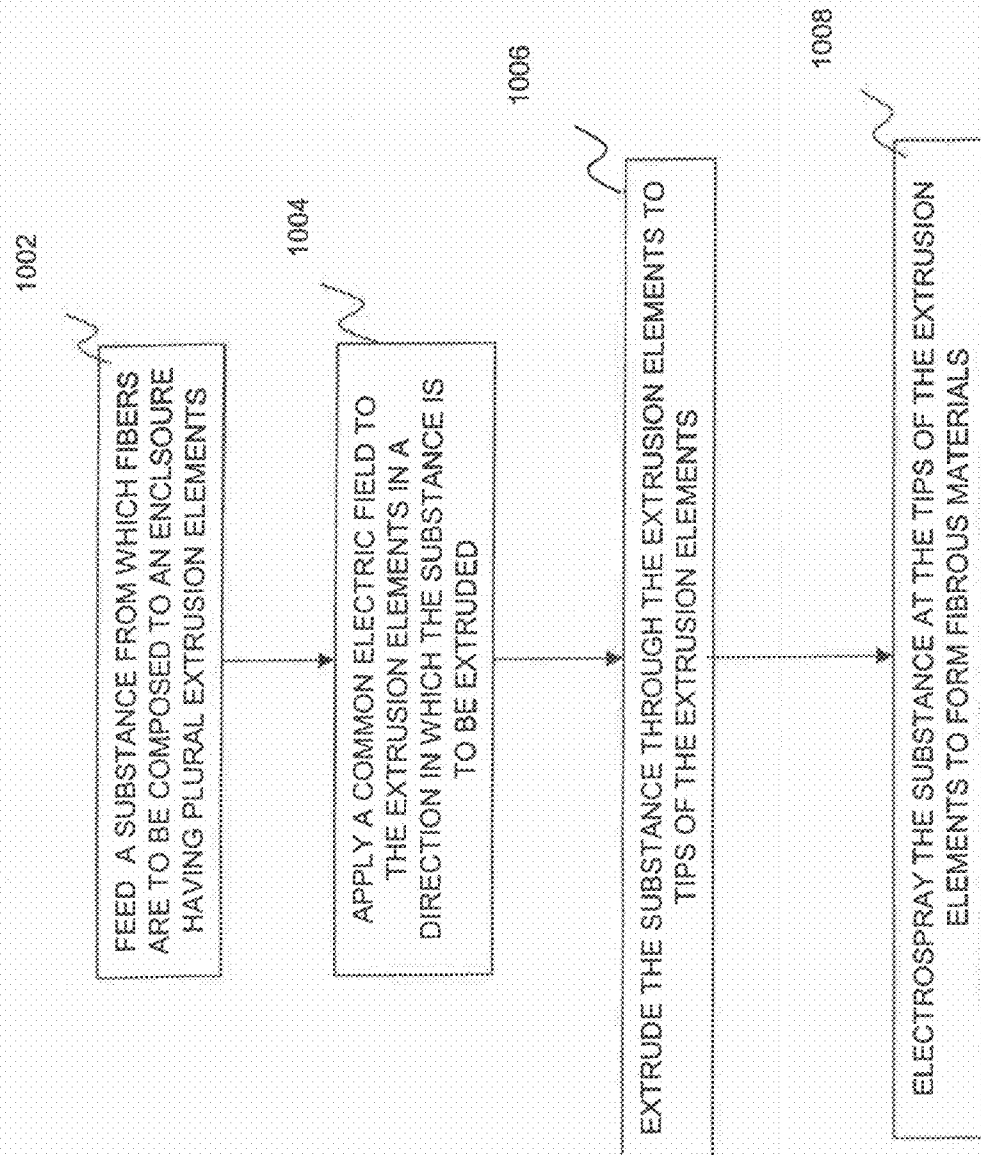 1002
FEED A SUBSTANCE FROM WHICH FIBERS
ARE TO BE COMPOSED TO AN ENCLSOURE
HAVING PLURAL EXTRUSION ELEMENTS
1004
APPLY A COMMON ELECTRIC FIELD TO
THE EXTRUSION ELEMENTS IN A
DIRECTION IN WHICH THE SUBSTANCE IS
TO BE EXTRUDED
1006
EXTRUDE THE SUBSTANCE THROUGH THE EXTRUSION ELEMENTS TO
TIPS OF THE EXTRUSION ELEMENTS
1008
ELECTROSPRAY THE SUBSTANCE AT THE TIPS OF THE EXTRUSION
ELEMENTS TO FORM FIBROUS MATERIALS